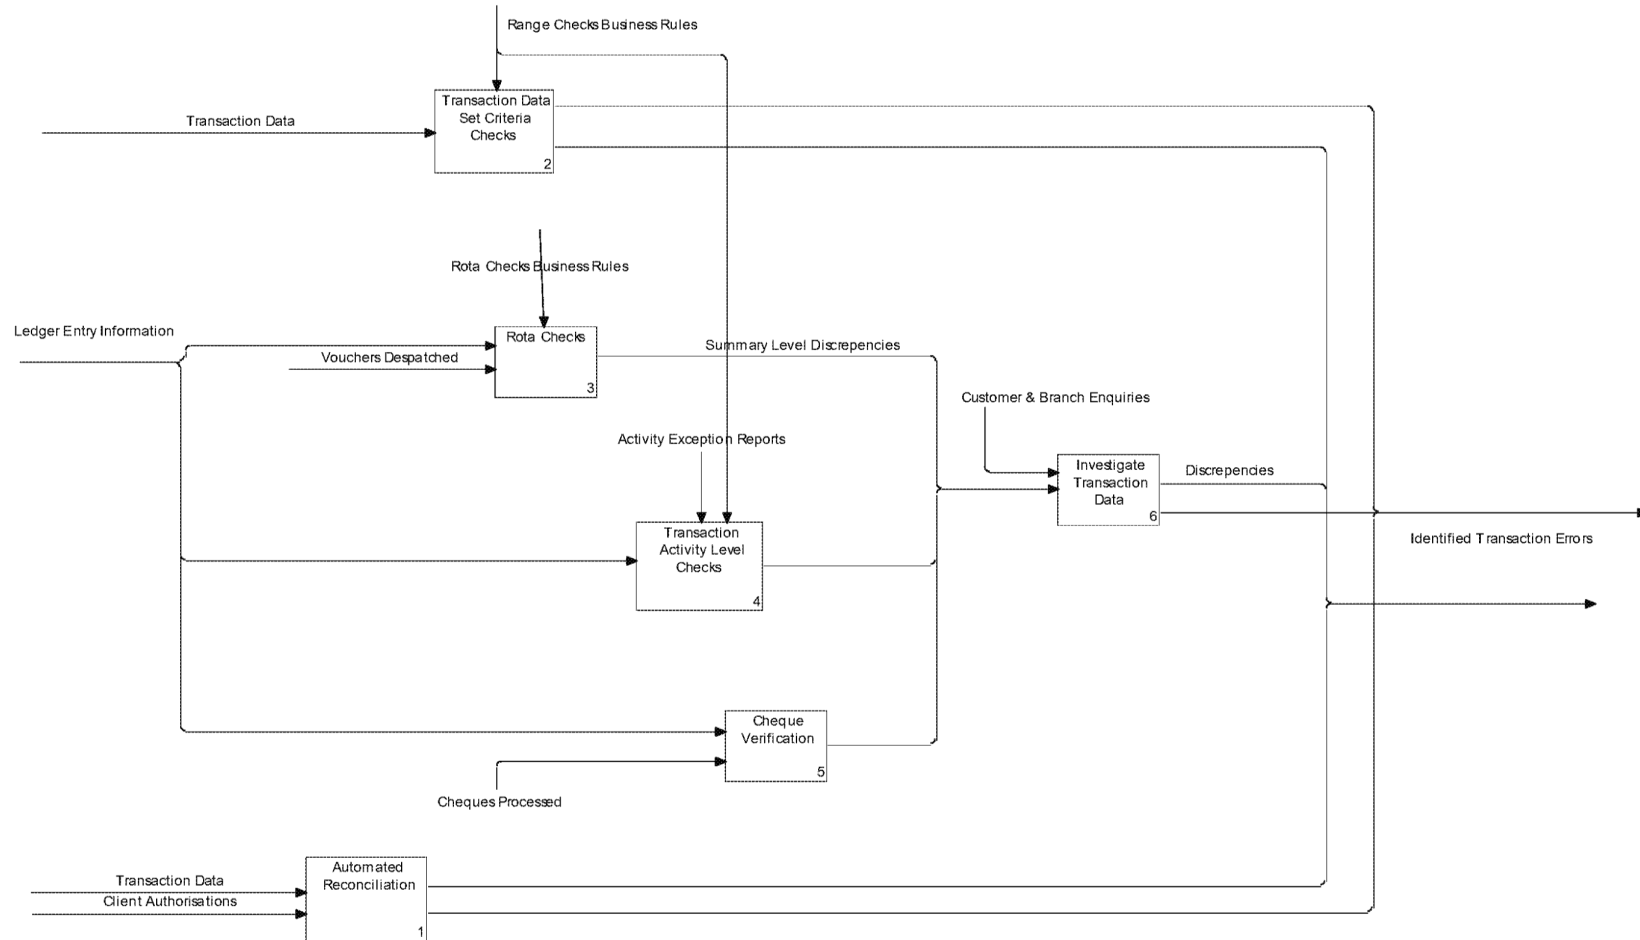 Range Checks Business Rules
Transaction Data
Set Criteria
Checks
2
Transaction Data
Rota Checks Business Rules
Ledger Entry Information
Rota Checks
3
Vouchers Despatched
Summary Level Discrepencies
Customer & Branch Enquiries
Activity Exception Reports
Investigate
Transaction
Data
6
Discrepencies
Identified Transaction Errors
Transaction
Activity Level
Checks
4
Cheque
Verification
5
Cheques Processed
Automated
Reconciliation
1
Transaction Data
Client Authorisations